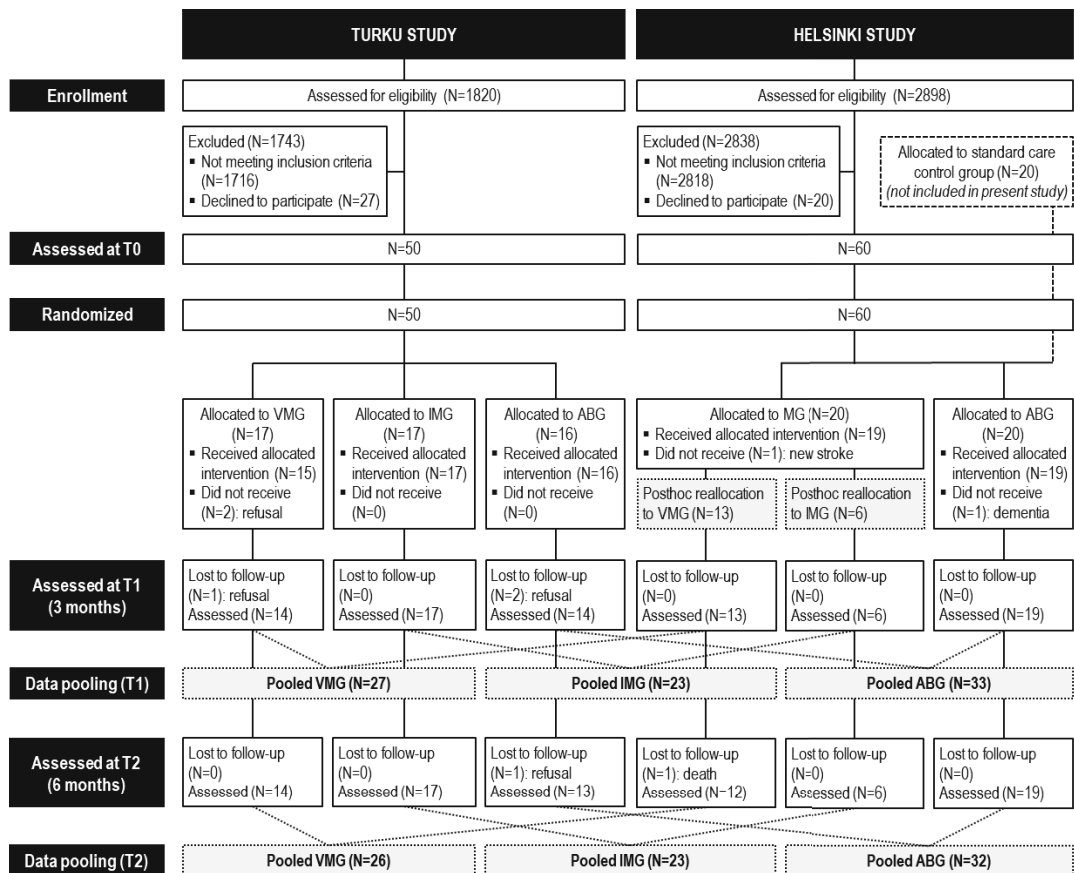 TURKU STUDY
HELSINKI STUDY
Enrollment
Assessed for eligibility (N=1820)
Assessed for eligibility (N=2898)
Excluded (N=1743)
▪ Not meeting inclusion criteria
(N=1716)
▪ Declined to participate (N=27)
Excluded (N=2838)
▪ Not meeting inclusion criteria
(N=2818)
▪ Declined to participate (N=20)
Allocated to standard care
control group (N=20)
(not included in present study)
Assessed at T0
N=50
N=60
Randomized
N=50
N=60
Allocated to VMG
(N=17)
▪ Received allocated
intervention (N=15)
▪ Did not receive
(N=2): refusal
Allocated to IMG
(N=17)
▪ Received allocated
intervention (N=17)
▪ Did not receive
(N=0)
Allocated to ABG
(N=16)
▪ Received allocated
intervention (N=16)
▪ Did not receive
(N=0)
Allocated to MG (N=20)
▪ Received allocated intervention (N=19)
▪ Did not receive (N=1): new stroke
Posthoc reallocation
to VMG (N=13)
Posthoc reallocation
to IMG (N=6)
Allocated to ABG
(N=20)
▪ Received allocated
intervention (N=19)
▪ Did not receive
(N=1): dementia
Assessed at T1
(3 months)
Lost to follow-up
(N=1): refusal
Assessed (N=14)
Lost to follow-up
(N=0)
Assessed (N=17)
Lost to follow-up
(N=2): refusal
Assessed (N=14)
Lost to follow-up
(N=0)
Assessed (N=13)
Lost to follow-up
(N=0)
Assessed (N=6)
Lost to follow-up
(N=0)
Assessed (N=19)
Data pooling (T1)
Pooled VMG (N=27)
Pooled IMG (N=23)
Pooled ABG (N=33)
Assessed at T2
(6 months)
Lost to follow-up
(N=0)
Assessed (N=14)
Lost to follow-up
(N=0)
Assessed (N=17)
Lost to follow-up
(N=1): refusal
Assessed (N=13)
Lost to follow-up
(N=1): death
Assessed (N=12)
Lost to follow-up
(N=0)
Assessed (N=6)
Lost to follow-up
(N=0)
Assessed (N=19)
Data pooling (T2)
Pooled VMG (N=26)
Pooled IMG (N=23)
Pooled ABG (N=32)